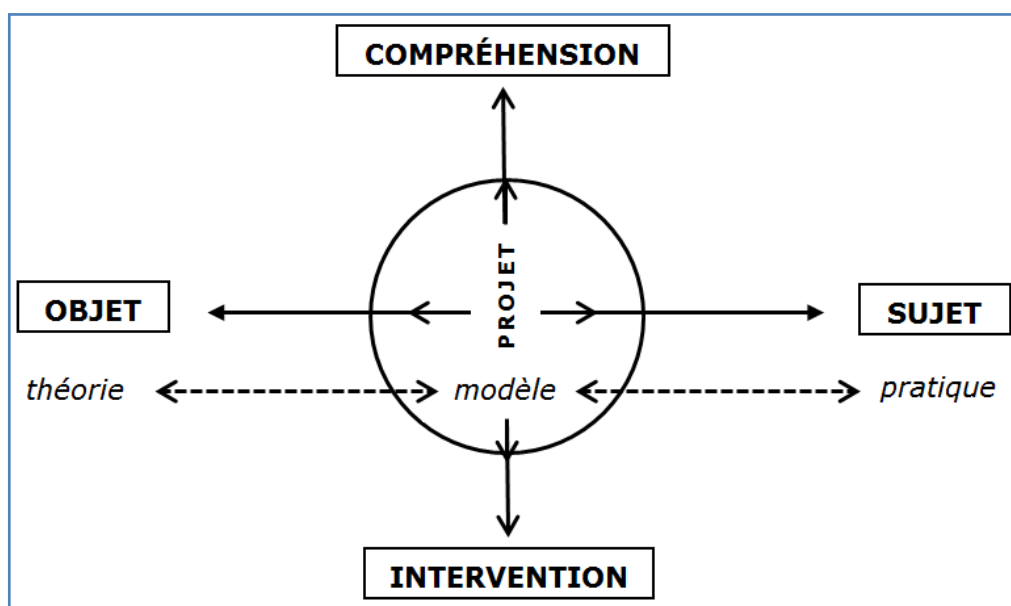 COMPRÉHENSION
PROJET
OBJET
SUJET
théorie
modèle
pratique
INTERVENTION